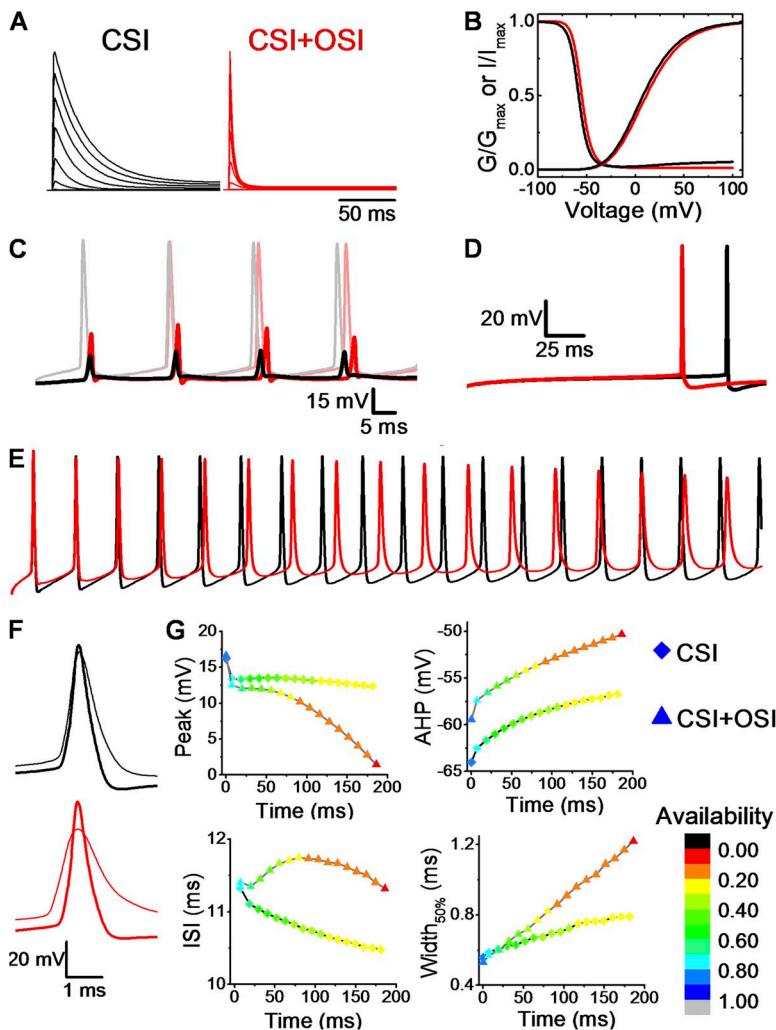 A
CSI
CSI+OSI
50 ms
B
G/Gmax or I/Imax
1.0
0.5
0.0
-100 -50 0 50 100
Voltage (mV)
C
15 mV
5 ms
D
20 mV
25 ms
E
F
20 mV
1 ms
G
Peak (mV)
20
15
10
5
0
0 50 100 150 200
Time (ms)
AHP (mV)
-50
-55
-60
-65
0 50 100 150 200
Time (ms)
CSI
CSI+OSI
ISI (ms)
12
11
10
0 50 100 150 200
Time (ms)
Width50% (ms)
1.2
0.8
0.4
0 50 100 150 200
Time (ms)
Availability
0.00
0.20
0.40
0.60
0.80
1.00